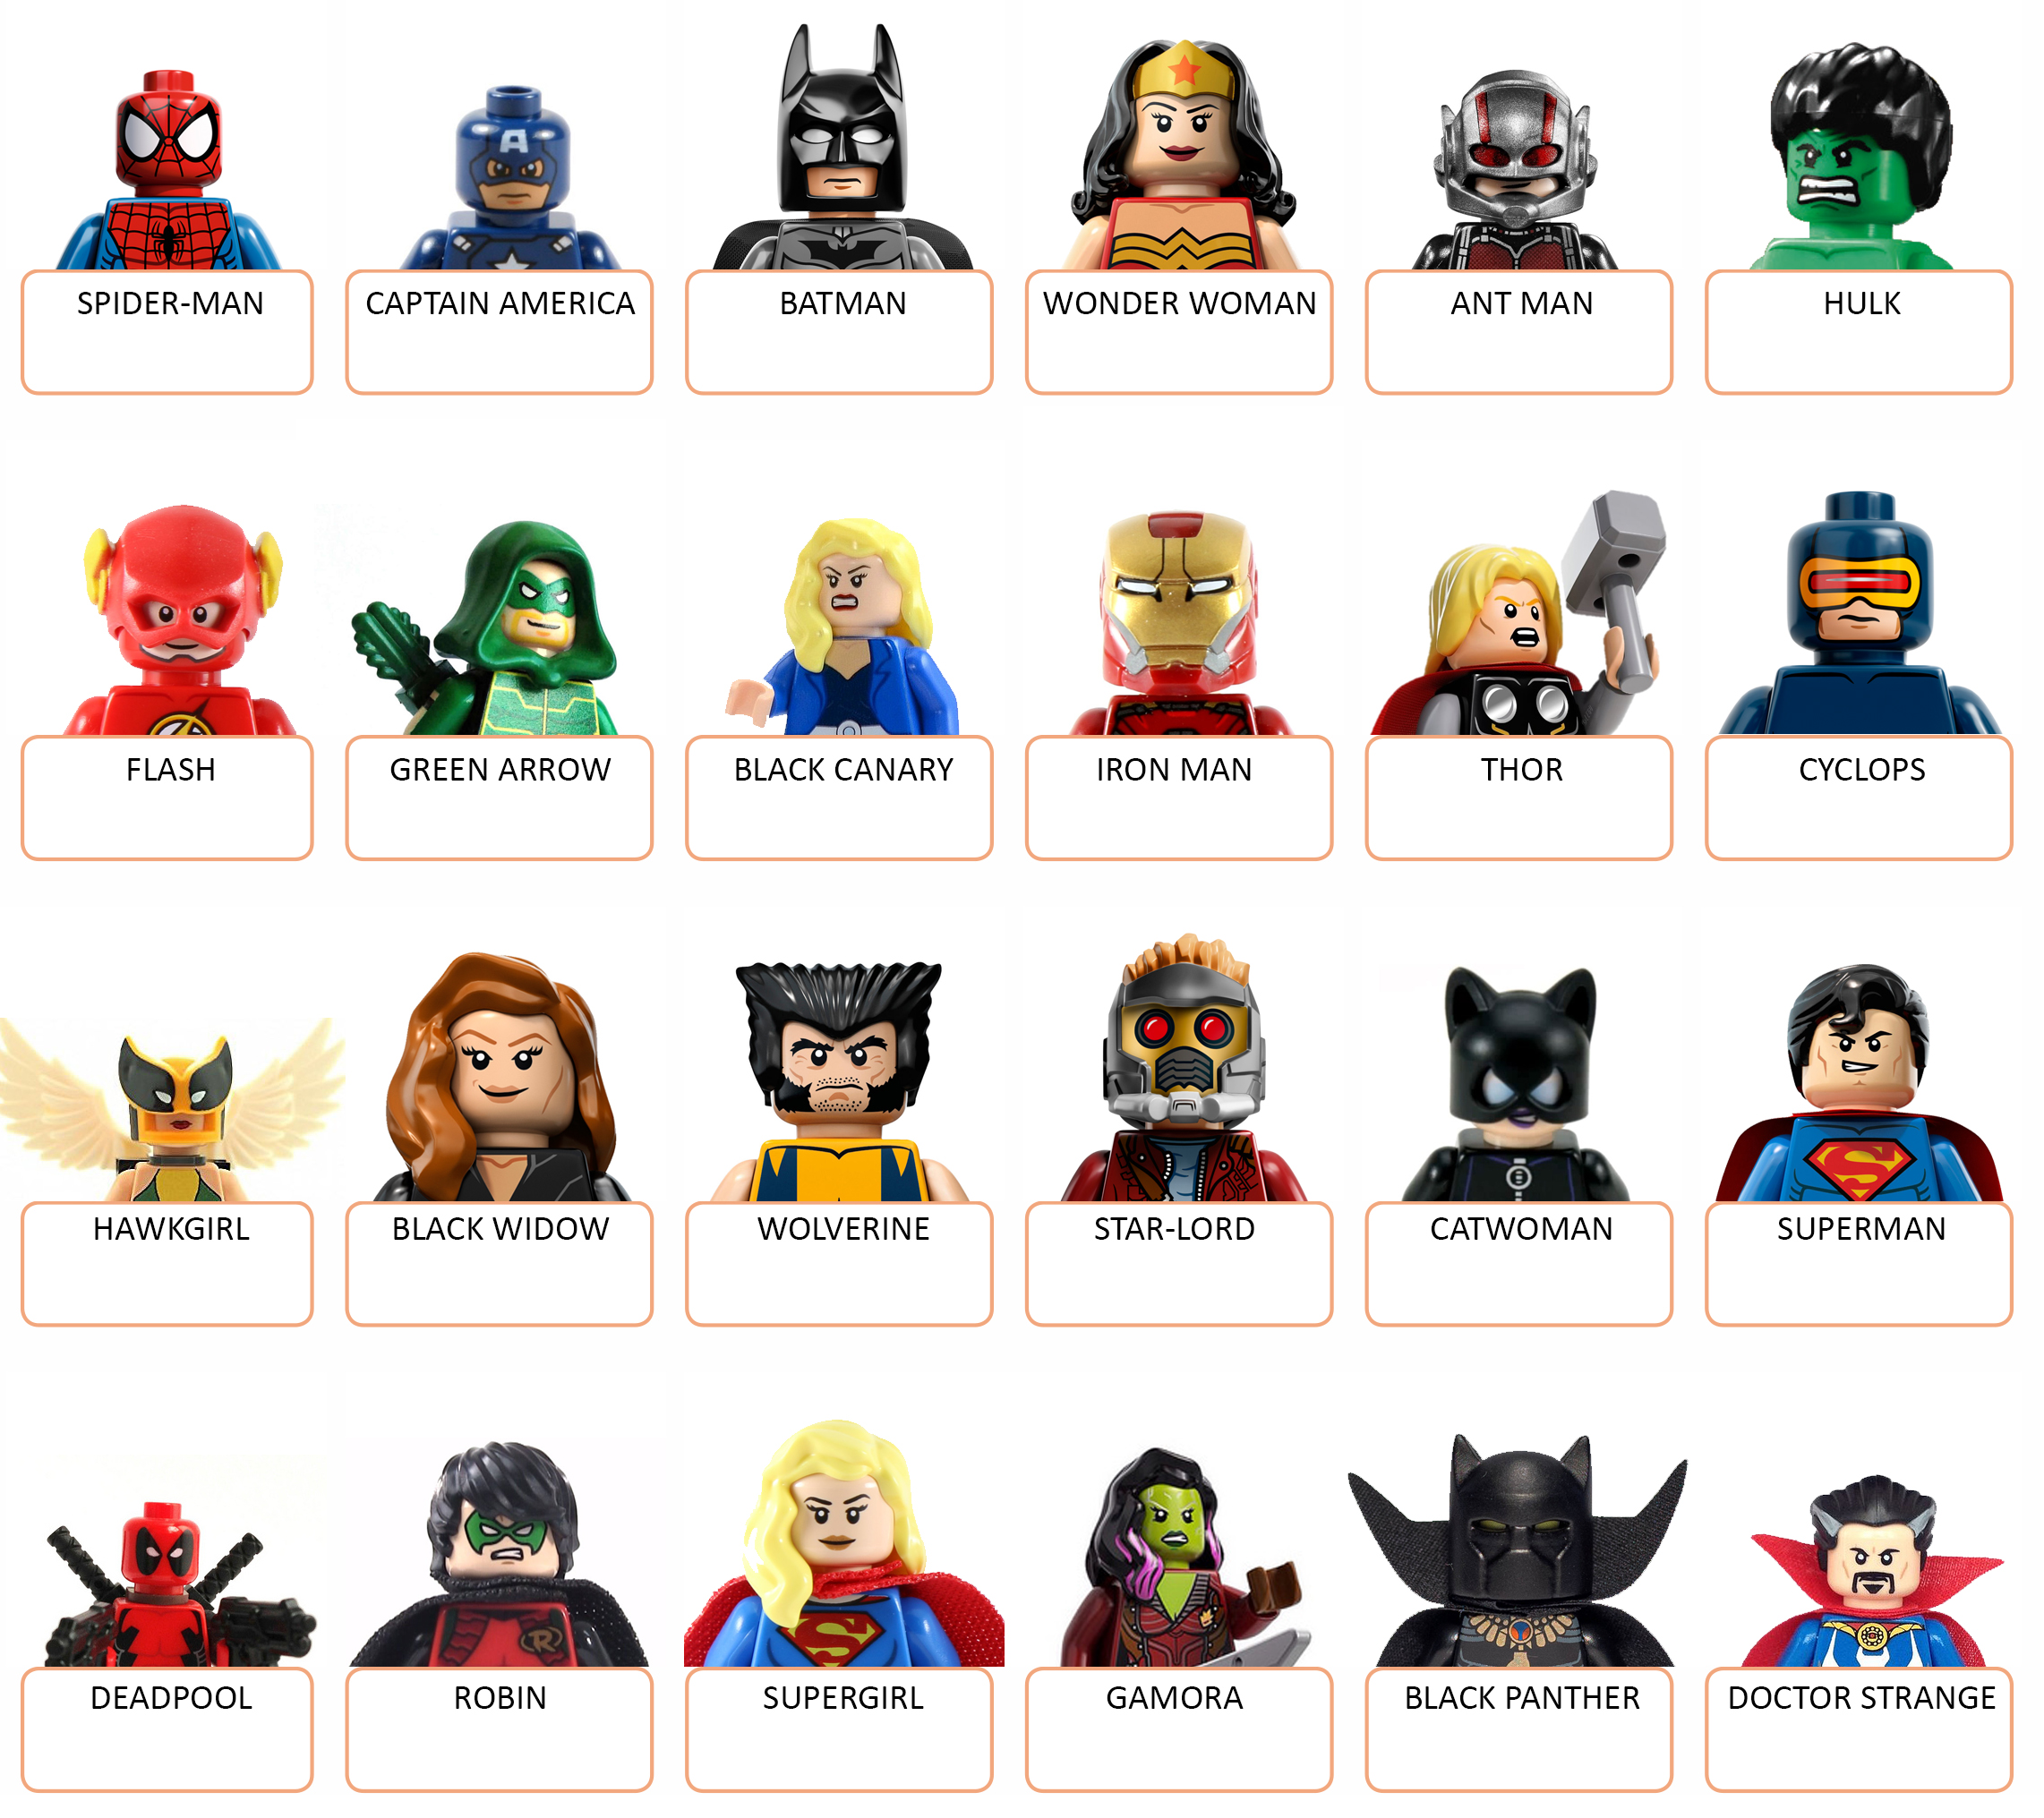 SPIDER-MAN
CAPTAIN AMERICA
BATMAN
WONDER WOMAN
ANT MAN
HULK
FLASH
GREEN ARROW
BLACK CANARY
IRON MAN
THOR
CYCLOPS
HAWKGIRL
BLACK WIDOW
WOLVERINE
STAR-LORD
CATWOMAN
SUPERMAN
DEADPOOL
ROBIN
SUPERGIRL
GAMORA
BLACK PANTHER
DOCTOR STRANGE
A
S
R
S